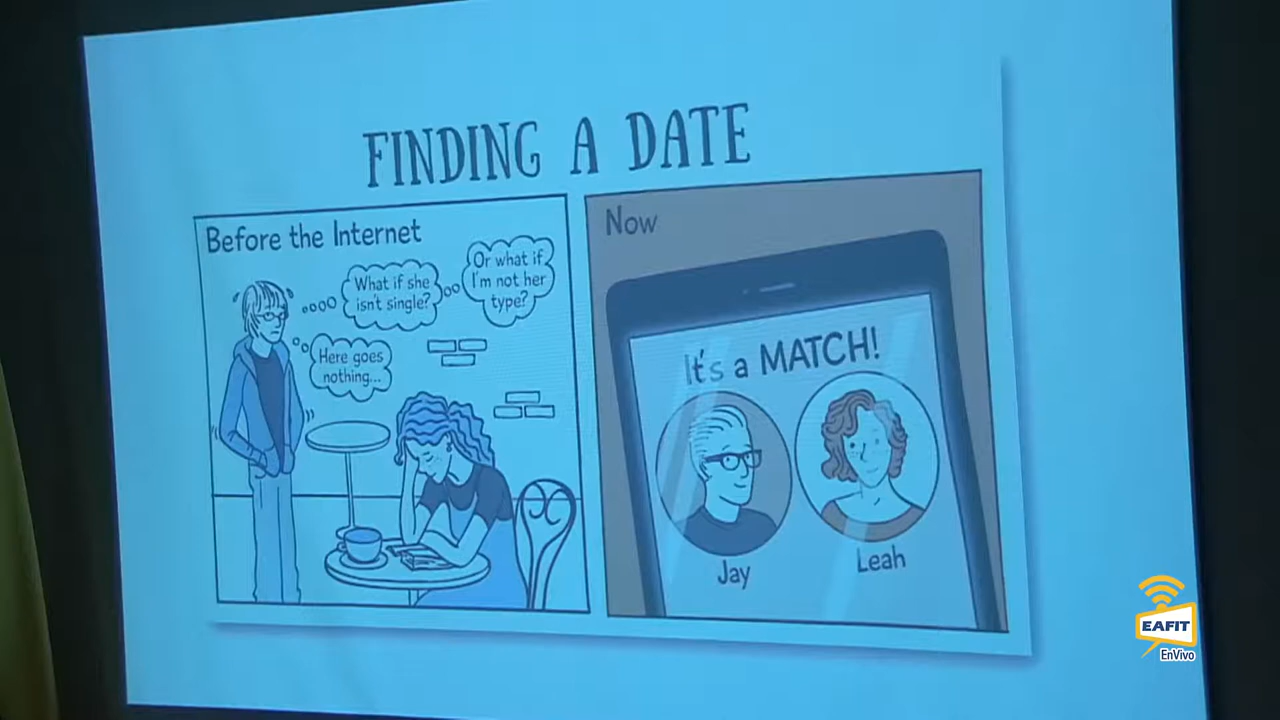 FINDING A DATE
Before the Internet
What if she
isn't single?
Or what if
I'm not her
type?
Here goes
nothing...
Now
It's a MATCH!
Jay
Leah
EAFIT
EnVivo